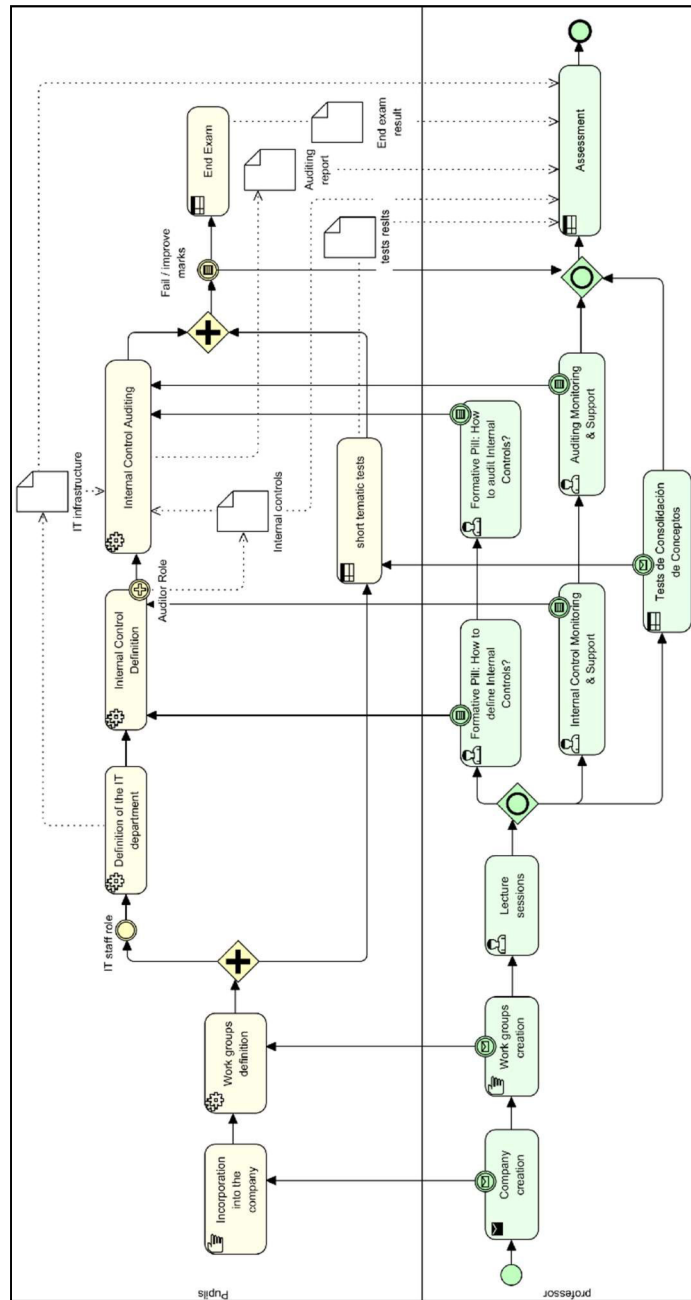 Pupils
Incorporation
into the
company
Work groups
definition
IT staff role
Definition of the IT
department
Internal Control
Definition
Auditor Role
Internal Control Auditing
IT infrastructure
Internal controls
short tematic tests
Fail / improve
marks
End Exam
Auditing
report
End exam
result
tests reslts
professor
Company
creation
Work groups
creation
Lecture
sessions
Formative Pill: How to
define Internal
Controls?
Formative Pill: How
to audit Internal
Controls?
Internal Control Monitoring
& Support
Auditing Monitoring
& Support
Tests de Consolidación
de Conceptos
Assessment